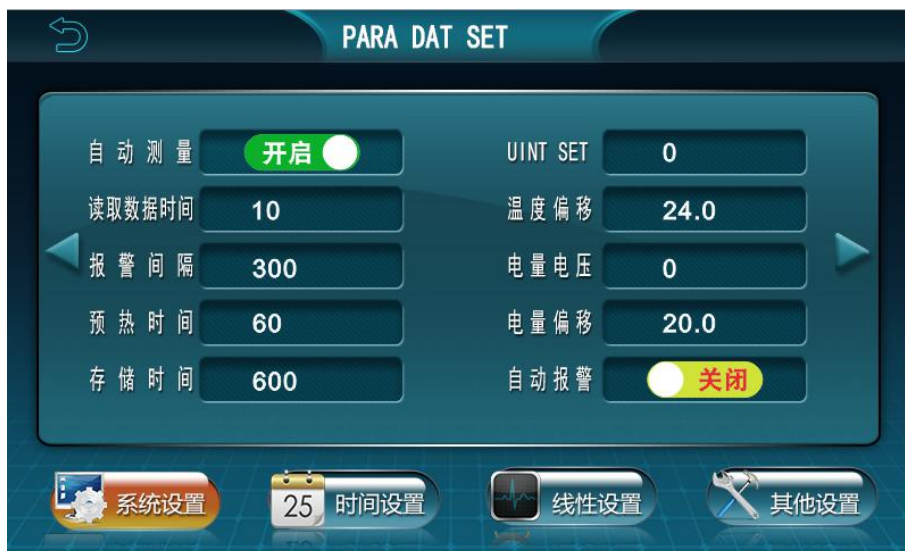 PARA DAT SET
自动测量 开启
读取数据时间 10
报警间隔 300
预热时间 60
存储时间 600
UINT SET 0
温度偏移 24.0
电量电压 0
电量偏移 20.0
自动报警 关闭
系统设置
25 时间设置
线性设置
其他设置